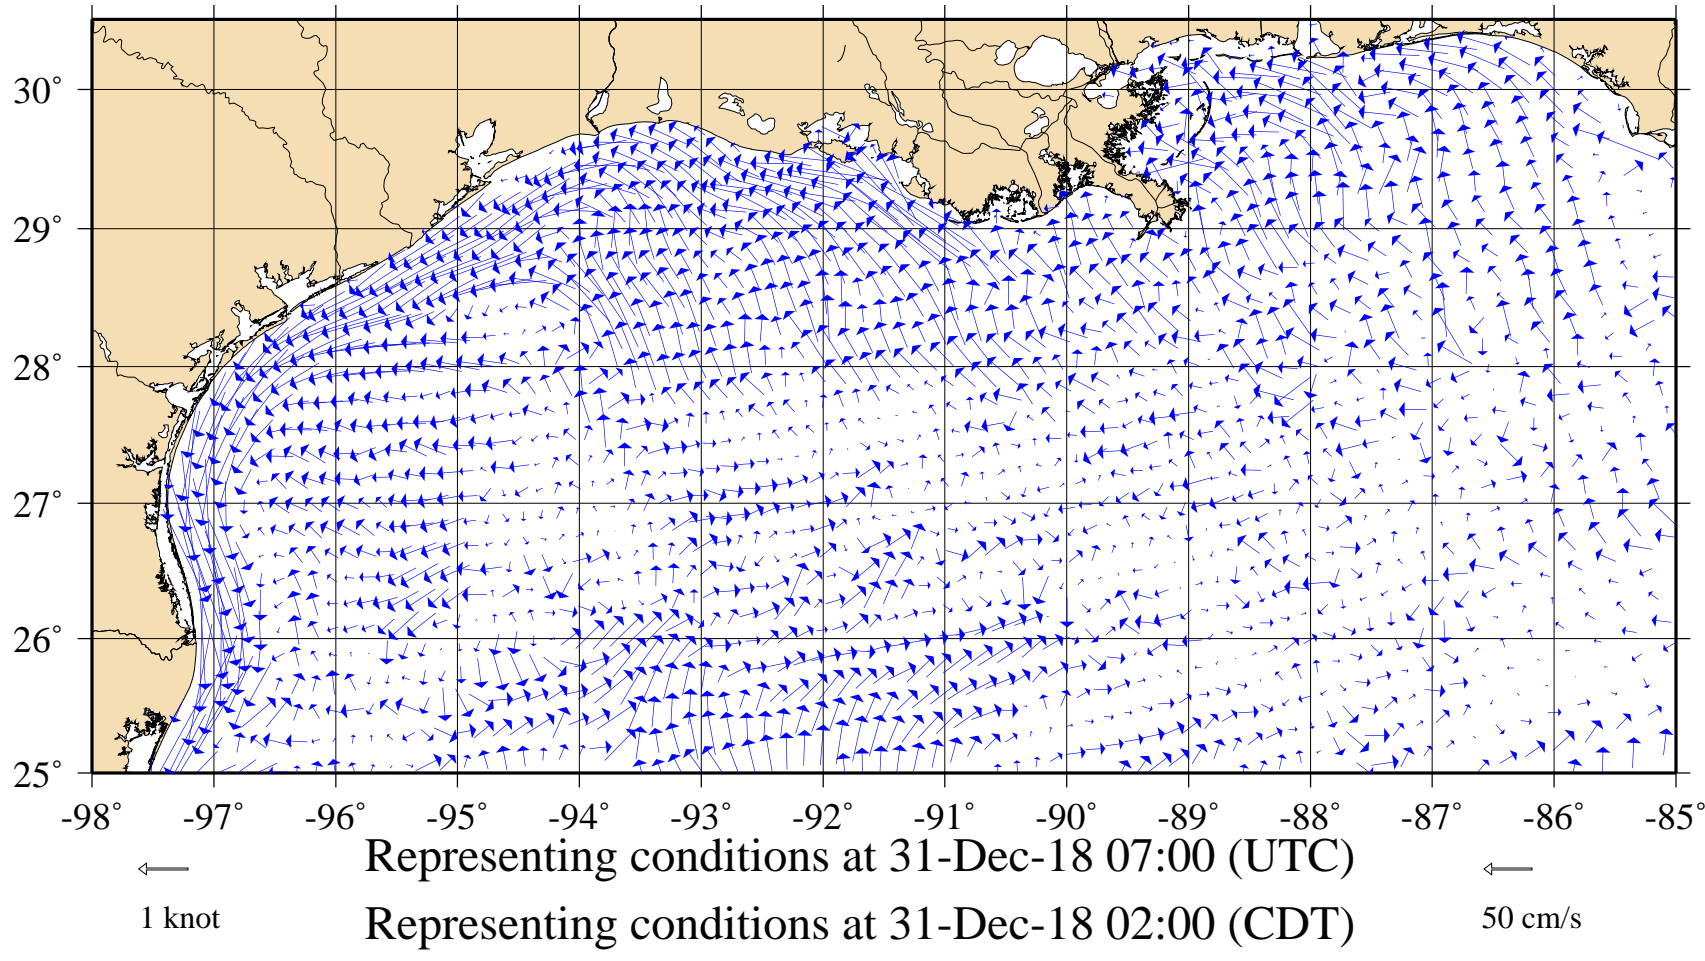 30°
29°
28°
27°
26°
25°
-98° -97° -96° -95° -94° -93° -92° -91° -90° -89° -88° -87° -86° -85°
Representing conditions at 31-Dec-18 07:00 (UTC)
1 knot
50 cm/s
Representing conditions at 31-Dec-18 02:00 (CDT)